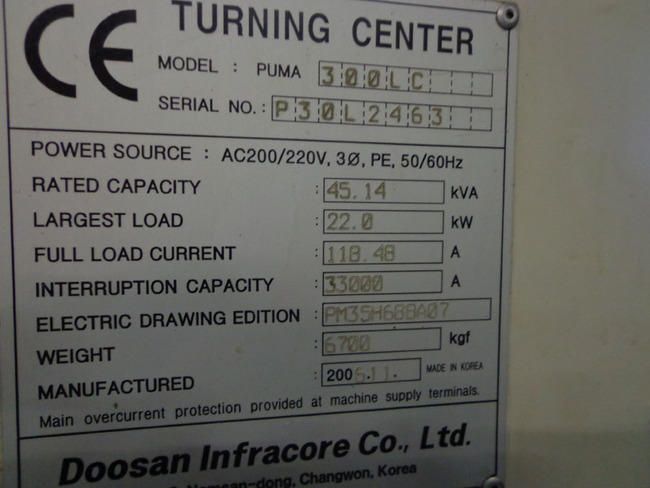 CE TURNING CENTER
MODEL : PUMA 300LC
SERIAL NO. : P30L2463
POWER SOURCE : AC200/220V, 3Ø, PE, 50/60Hz
RATED CAPACITY : 45.14 kVA
LARGEST LOAD : 22.0 kW
FULL LOAD CURRENT : 118.48 A
INTERRUPTION CAPACITY : 33000 A
ELECTRIC DRAWING EDITION :
WEIGHT : 6700 kgf
MANUFACTURED : 2006.11. MADE IN KOREA
Main overcurrent protection provided at machine supply terminals.
Doosan Infracore Co., Ltd.
Namsan-dong, Changwon, Korea